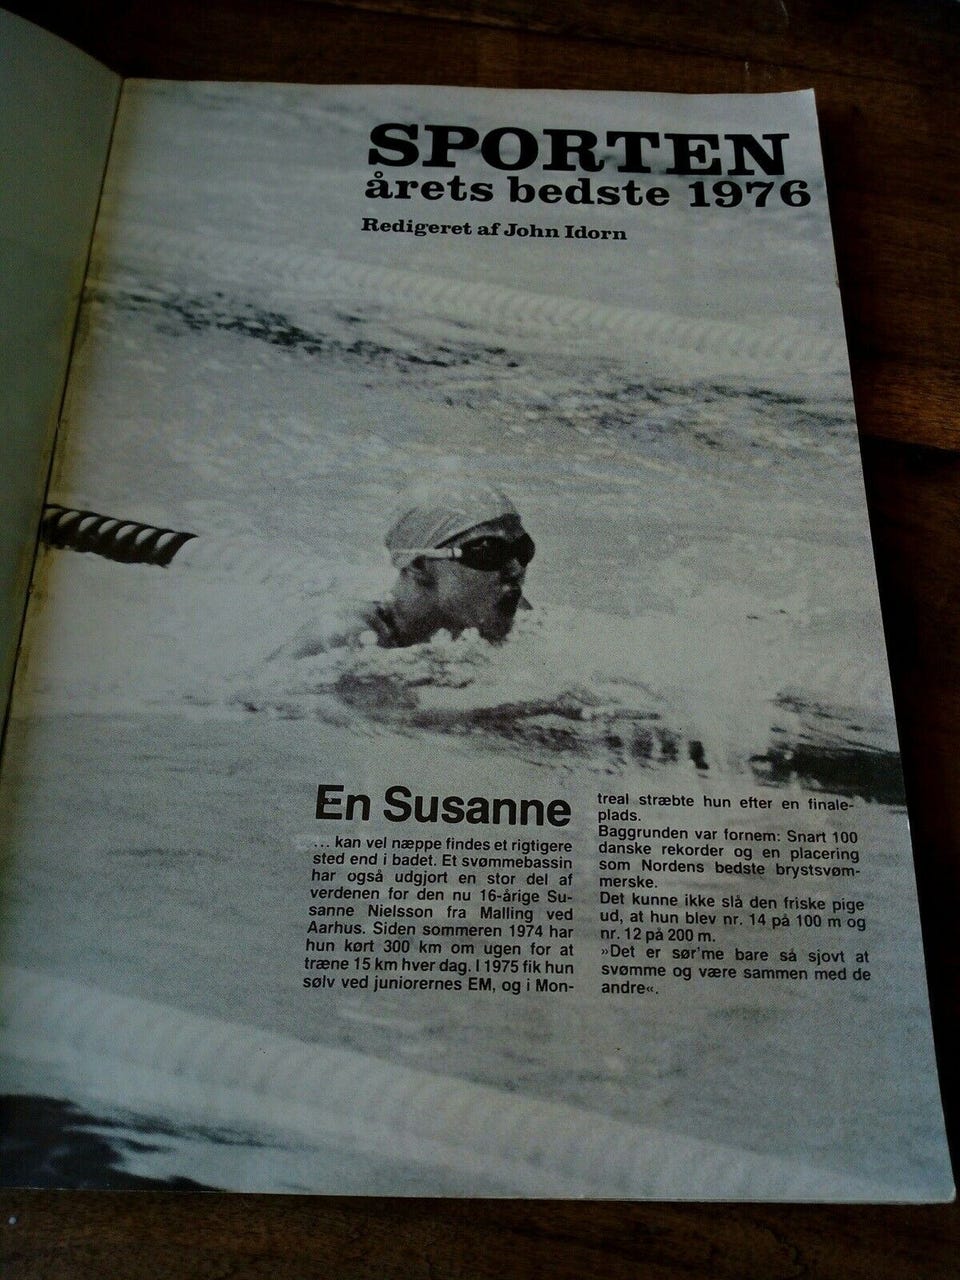 SPORTEN
årets bedste 1976
Redigeret af John Idorn
En Susanne
... kan vel næppe findes et rigtigere
sted end i badet. Et svømmebassin
har også udgjort en stor del af
verdenen for den nu 16-årige Su-
sanne Nielsson fra Malling ved
Aarhus. Siden sommeren 1974 har
hun kørt 300 km om ugen for at
træne 15 km hver dag. I 1975 fik hun
sølv ved juniorernes EM, og i Mon-
treal stræbte hun efter en finale-
plads.
Baggrunden var fornem: Snart 100
danske rekorder og en placering
som Nordens bedste brystsvøm-
merske.
Det kunne ikke slå den friske pige
ud, at hun blev nr. 14 på 100 m og
nr. 12 på 200 m.
»Det er sør'me bare så sjovt at
svømme og være sammen med de
andre«.